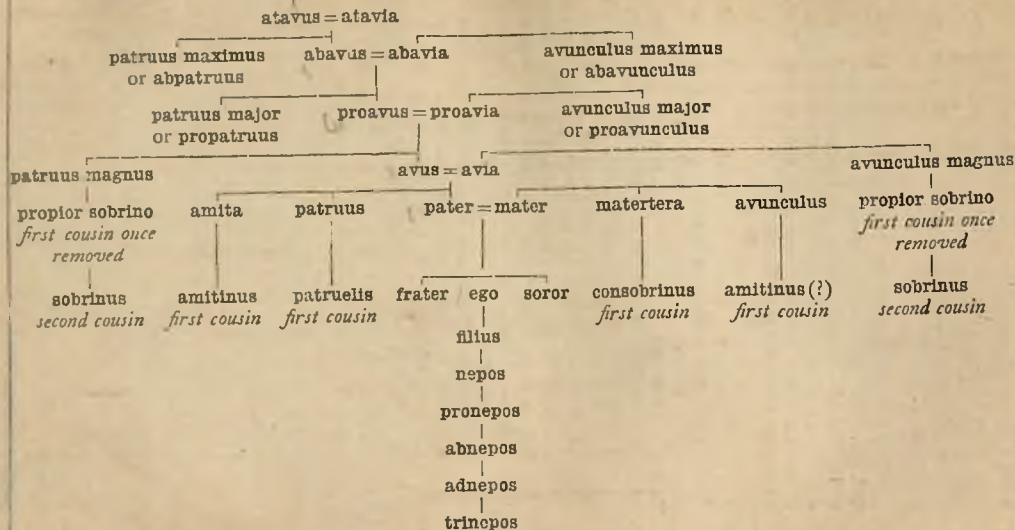 atavus = atavia
patruus maximus abavus = abavia avunculus maximus
or abpatruus or abavunculus
patruus major proavus = proavia avunculus major
or propatruus or proavunculus
patruus magnus avus = avia avunculus magnus
propior sobrino amita patruus pater = mater matertera avunculus propior sobrino
first cousin once first cousin once
removed removed
sobrinus amitinus patruelis frater ego soror consobrinus amitinus (?) sobrinus
second cousin first cousin first cousin first cousin first cousin second cousin
filius
nepos
pronepos
abnepos
adnepos
trinepos